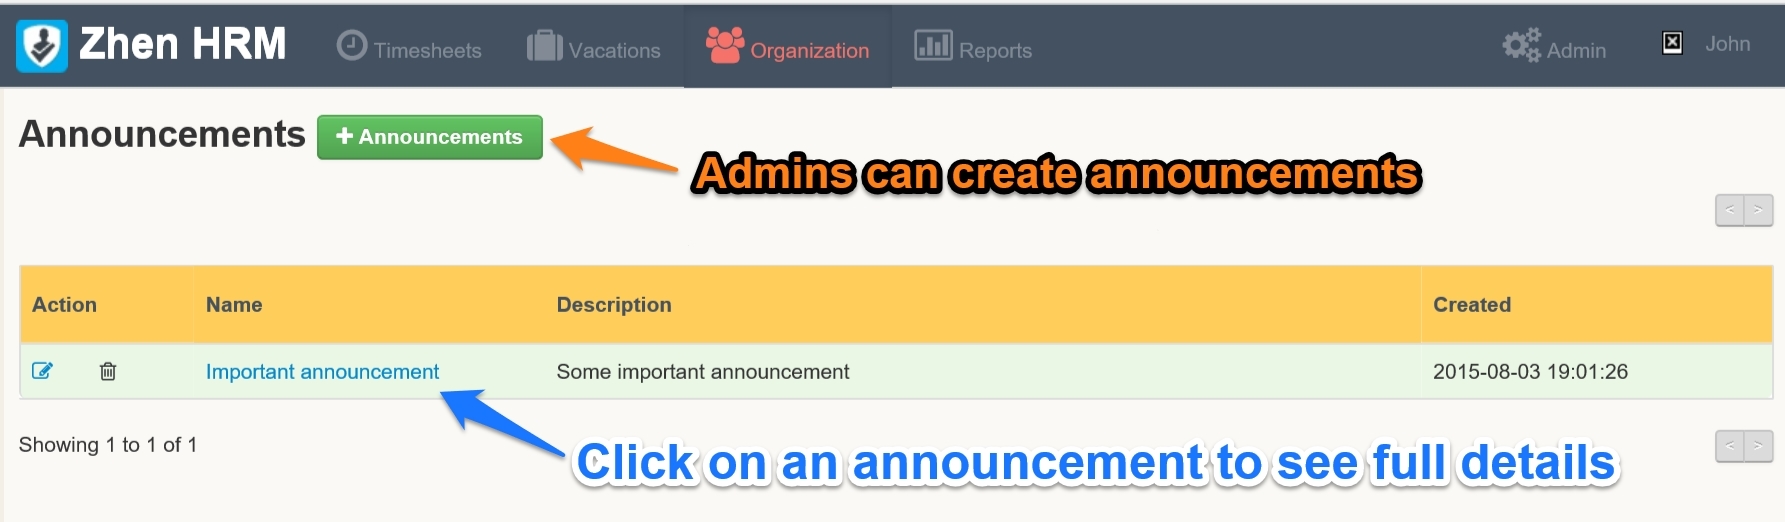 Zhen HRM Timesheets Vacations Organization Reports Admin John
Announcements + Announcements
Admins can create announcements
< >
Action Name Description Created
Important announcement Some important announcement 2015-08-03 19:01:26
Showing 1 to 1 of 1
< >
Click on an announcement to see full details